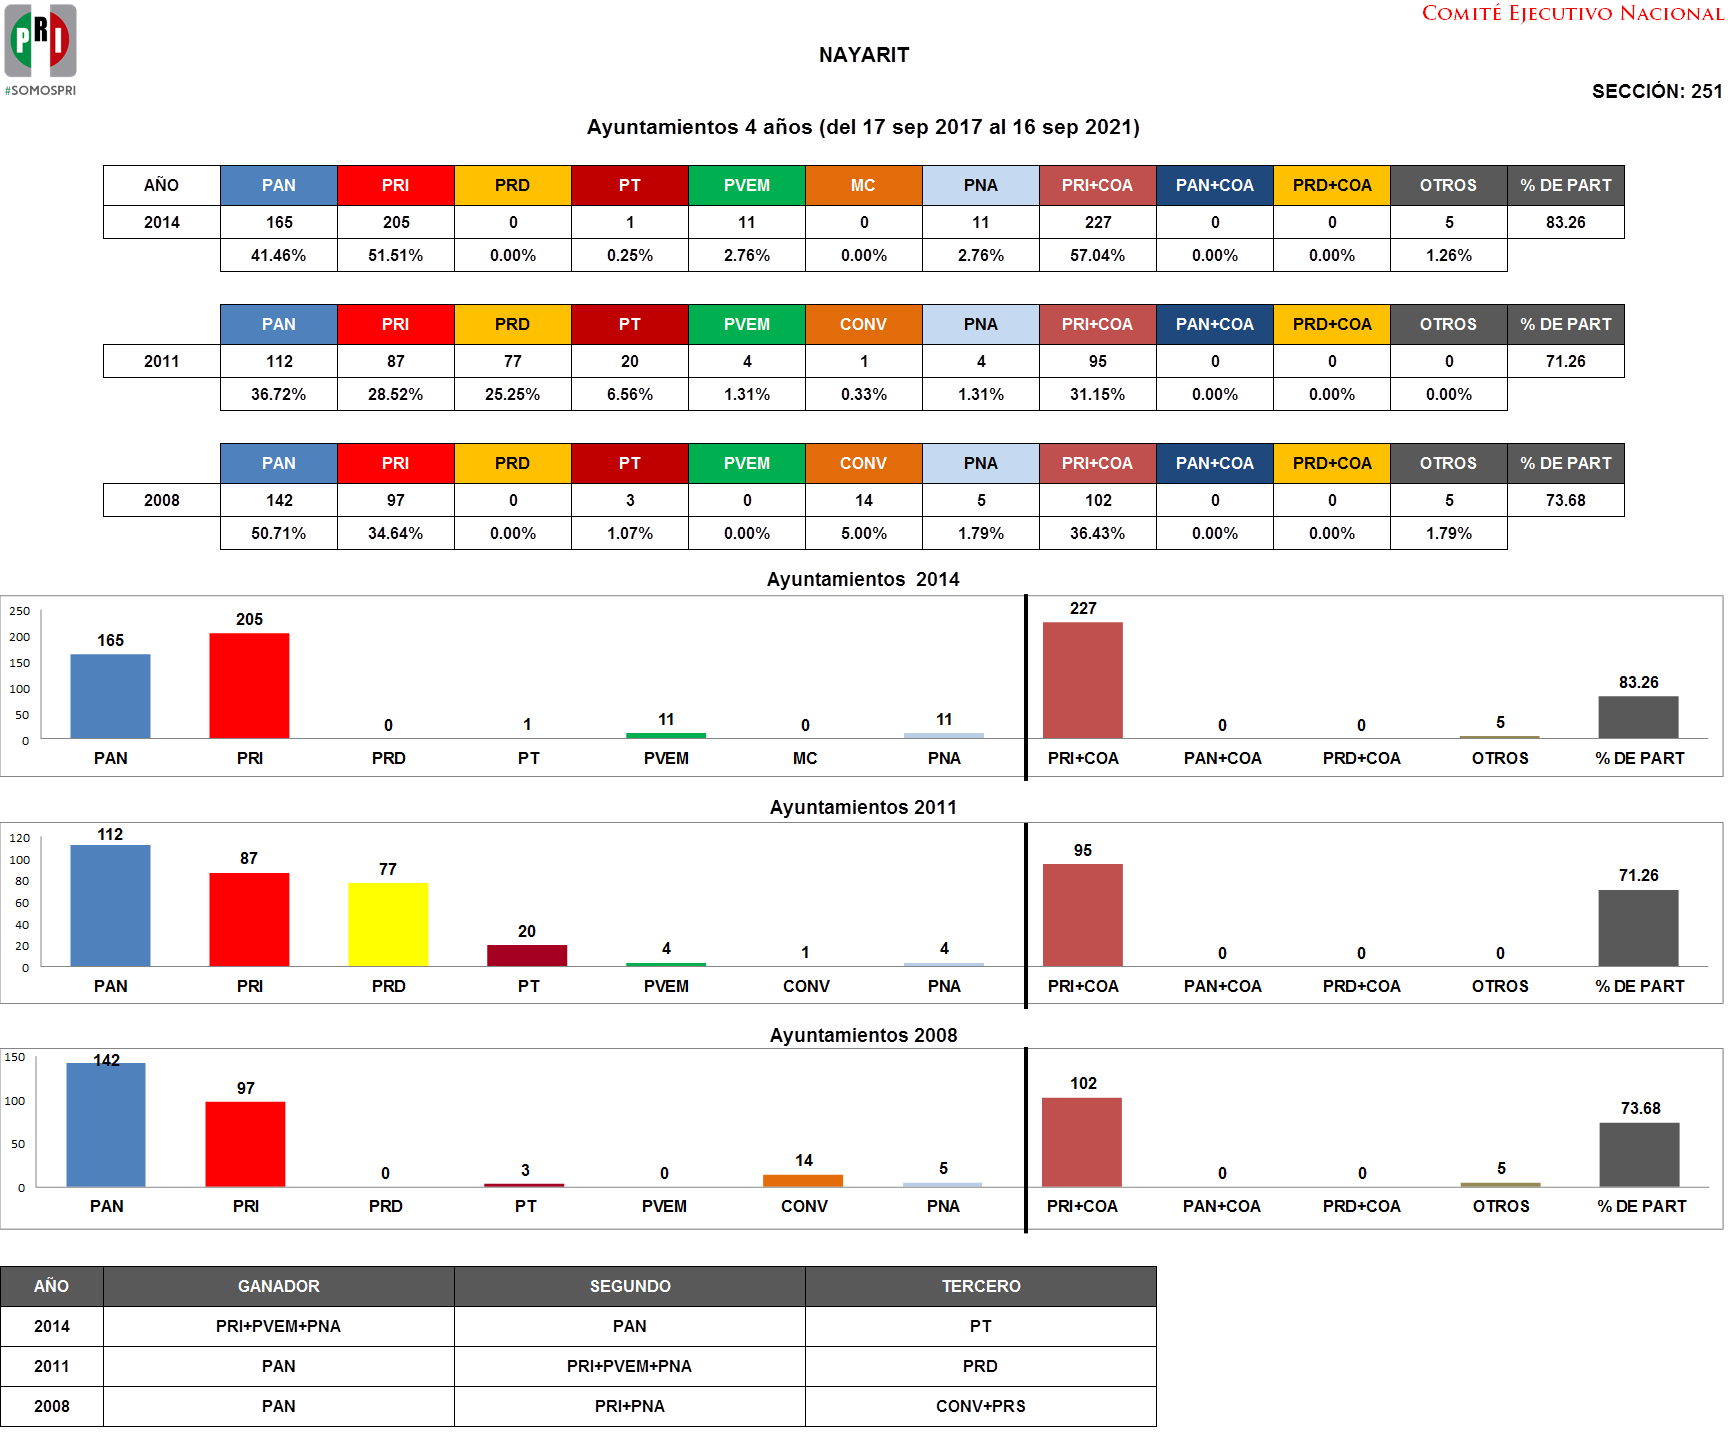 PRI
#SOMOSPRI
COMITÉ EJECUTIVO NACIONAL
NAYARIT
SECCIÓN: 251
Ayuntamientos 4 años (del 17 sep 2017 al 16 sep 2021)
AÑO PAN PRI PRD PT PVEM MC PNA PRI+COA PAN+COA PRD+COA OTROS % DE PART
2014 165 205 0 1 11 0 11 227 0 0 5 83.26
41.46% 51.51% 0.00% 0.25% 2.76% 0.00% 2.76% 57.04% 0.00% 0.00% 1.26%
PAN PRI PRD PT PVEM CONV PNA PRI+COA PAN+COA PRD+COA OTROS % DE PART
2011 112 87 77 20 4 1 4 95 0 0 0 71.26
36.72% 28.52% 25.25% 6.56% 1.31% 0.33% 1.31% 31.15% 0.00% 0.00% 0.00%
PAN PRI PRD PT PVEM CONV PNA PRI+COA PAN+COA PRD+COA OTROS % DE PART
2008 142 97 0 3 0 14 5 102 0 0 5 73.68
50.71% 34.64% 0.00% 1.07% 0.00% 5.00% 1.79% 36.43% 0.00% 0.00% 1.79%
Ayuntamientos 2014
250
200
150
100
50
0
165 205 0 1 11 0 11 227 0 0 5 83.26
PAN PRI PRD PT PVEM MC PNA PRI+COA PAN+COA PRD+COA OTROS % DE PART
Ayuntamientos 2011
120
100
80
60
40
20
0
112 87 77 20 4 1 4 95 0 0 0 71.26
PAN PRI PRD PT PVEM CONV PNA PRI+COA PAN+COA PRD+COA OTROS % DE PART
Ayuntamientos 2008
150
100
50
0
142 97 0 3 0 14 5 102 0 0 5 73.68
PAN PRI PRD PT PVEM CONV PNA PRI+COA PAN+COA PRD+COA OTROS % DE PART
AÑO GANADOR SEGUNDO TERCERO
2014 PRI+PVEM+PNA PAN PT
2011 PAN PRI+PVEM+PNA PRD
2008 PAN PRI+PNA CONV+PRS